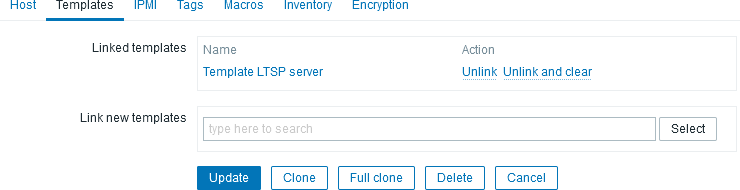 Host Templates IPMI Tags Macros Inventory Encryption
Linked templates Name Action
Template LTSP server Unlink Unlink and clear
Link new templates
type here to search Select
Update Clone Full clone Delete Cancel